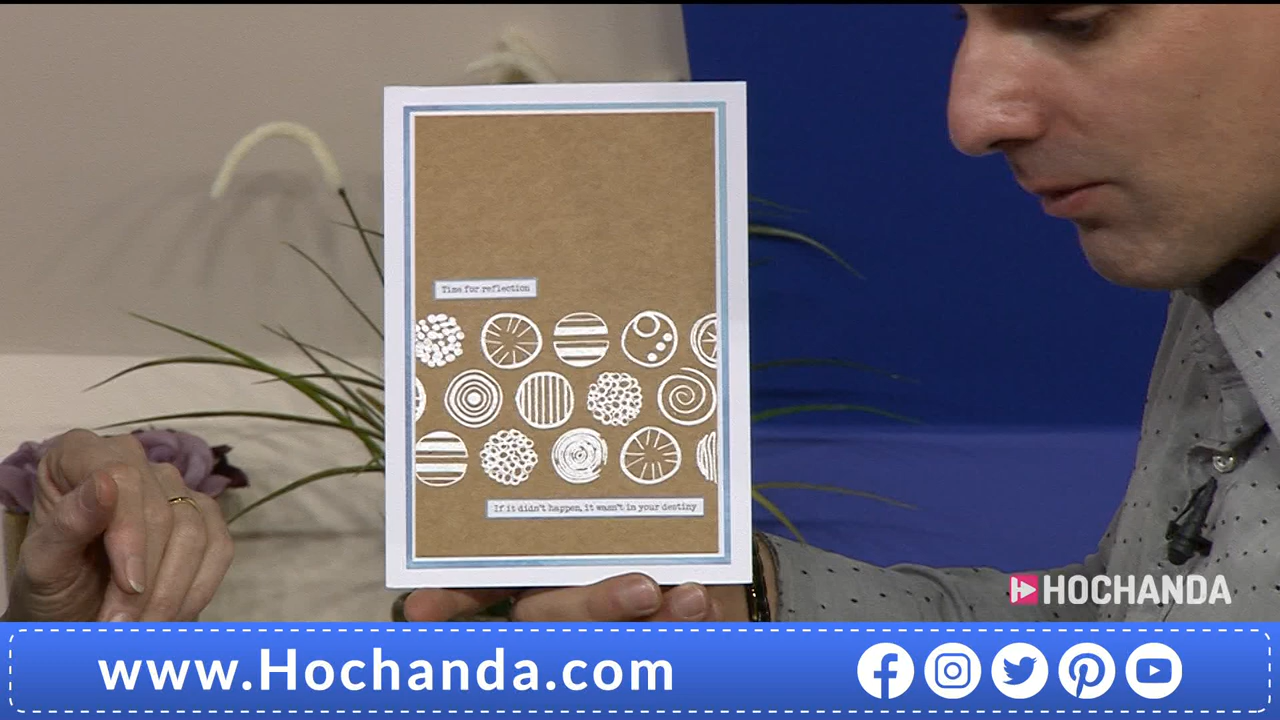 Time for reflection
If it didn't happen, it wasn't in your destiny
HOCHANDA
www.Hochanda.com